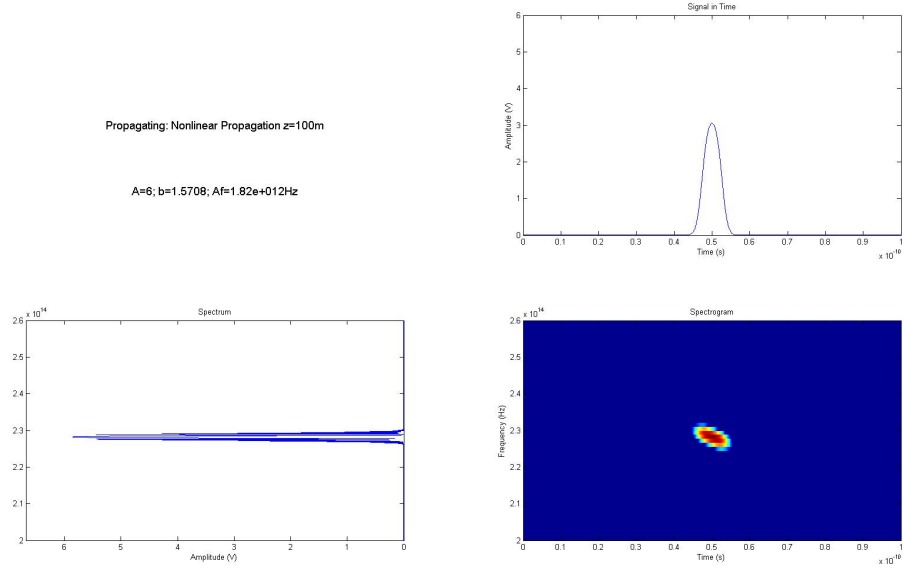 Propagating: Nonlinear Propagation z=100m
A=6; b=1.5708; Af=1.82e+012Hz
Signal in Time
6
5
4
3
2
1
0
Amplitude (V)
0 0.1 0.2 0.3 0.4 0.5 0.6 0.7 0.8 0.9 1
Time (s)
x 10^-10
x 10^14
Spectrum
2.6
2.5
2.4
2.3
2.2
2.1
2
6 5 4 3 2 1 0
Amplitude (V)
x 10^14
Spectrogram
2.6
2.5
2.4
2.3
2.2
2.1
2
Frequency (Hz)
0 0.1 0.2 0.3 0.4 0.5 0.6 0.7 0.8 0.9 1
Time (s)
x 10^-10